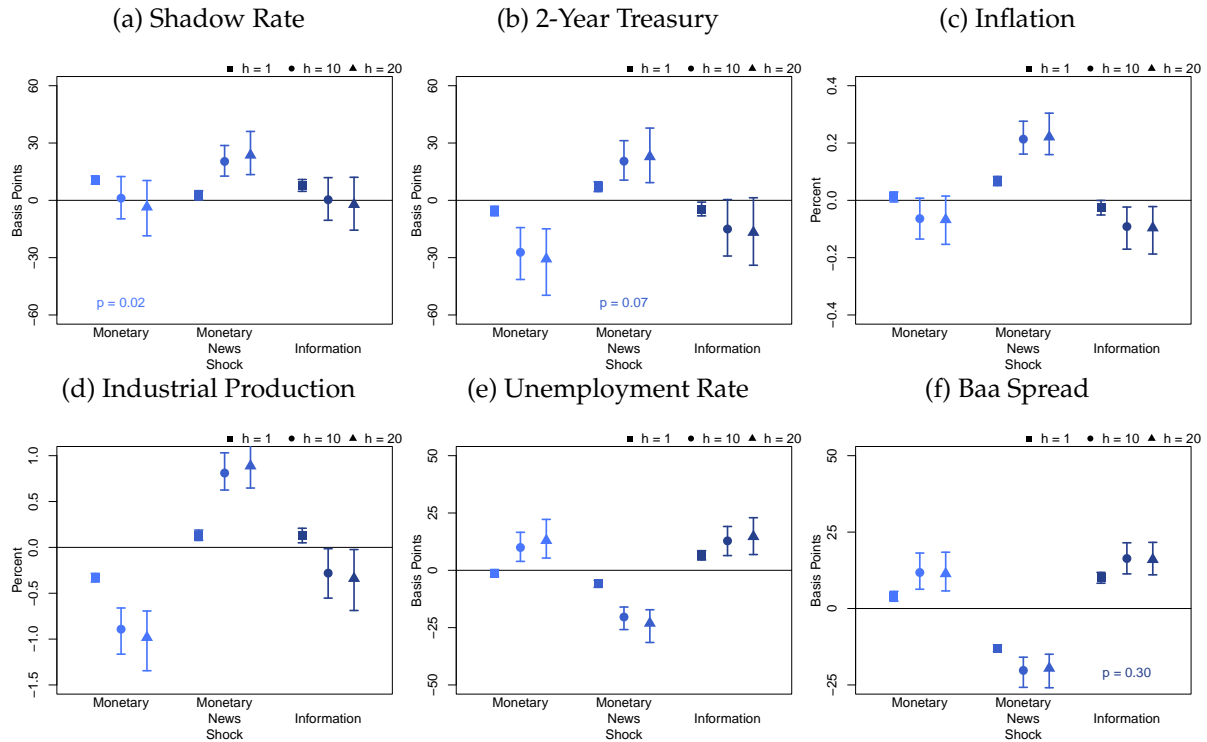 (a) Shadow Rate
(b) 2-Year Treasury
(c) Inflation
h = 1 h = 10 h = 20
h = 1 h = 10 h = 20
h = 1 h = 10 h = 20
Basis Points
60
30
0
−30
−60
p = 0.02
Monetary
Monetary
News
Shock
Information
Basis Points
60
30
0
−30
−60
p = 0.07
Monetary
Monetary
News
Shock
Information
Percent
0.4
0.2
0.0
−0.2
−0.4
Monetary
Monetary
News
Shock
Information
(d) Industrial Production
(e) Unemployment Rate
(f) Baa Spread
h = 1 h = 10 h = 20
h = 1 h = 10 h = 20
h = 1 h = 10 h = 20
Percent
1.0
0.5
0.0
−0.5
−1.0
−1.5
Monetary
Monetary
News
Shock
Information
Basis Points
50
25
0
−25
−50
Monetary
Monetary
News
Shock
Information
Basis Points
50
25
0
−25
p = 0.30
Monetary
Monetary
News
Shock
Information